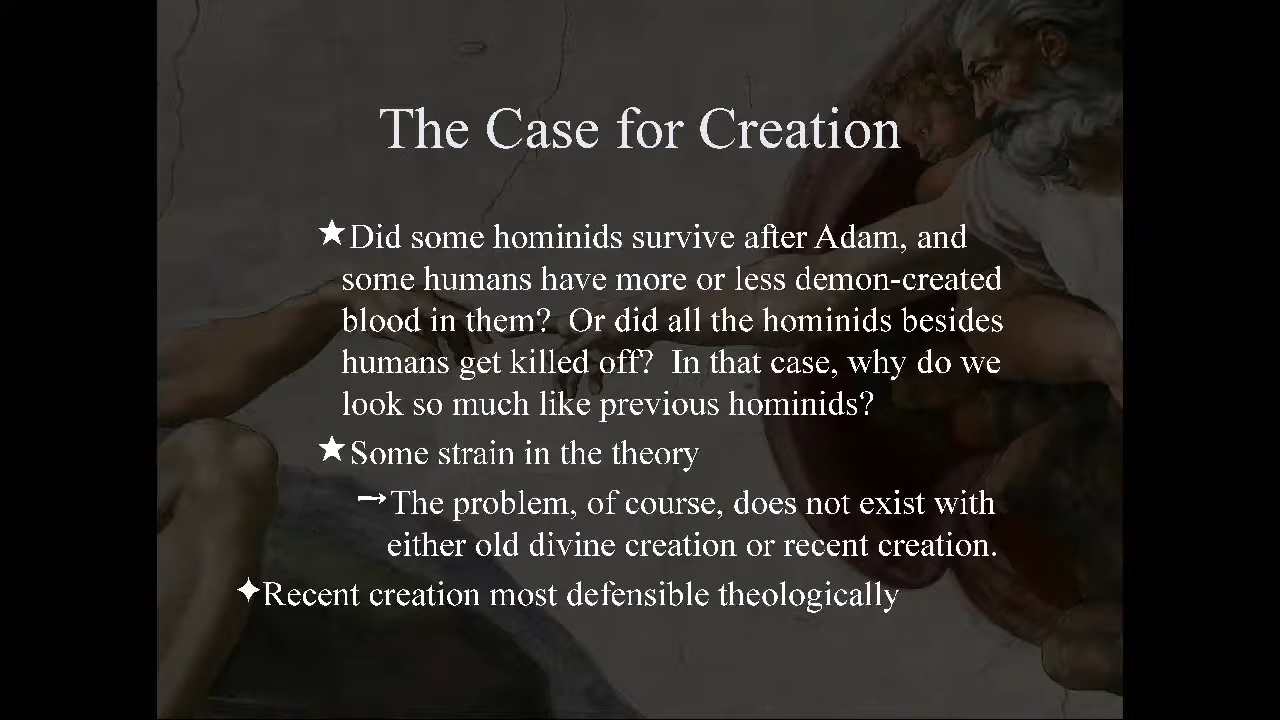 The Case for Creation
★Did some hominids survive after Adam, and
some humans have more or less demon-created
blood in them?  Or did all the hominids besides
humans get killed off?  In that case, why do we
look so much like previous hominids?
★Some strain in the theory
→The problem, of course, does not exist with
either old divine creation or recent creation.
✦Recent creation most defensible theologically